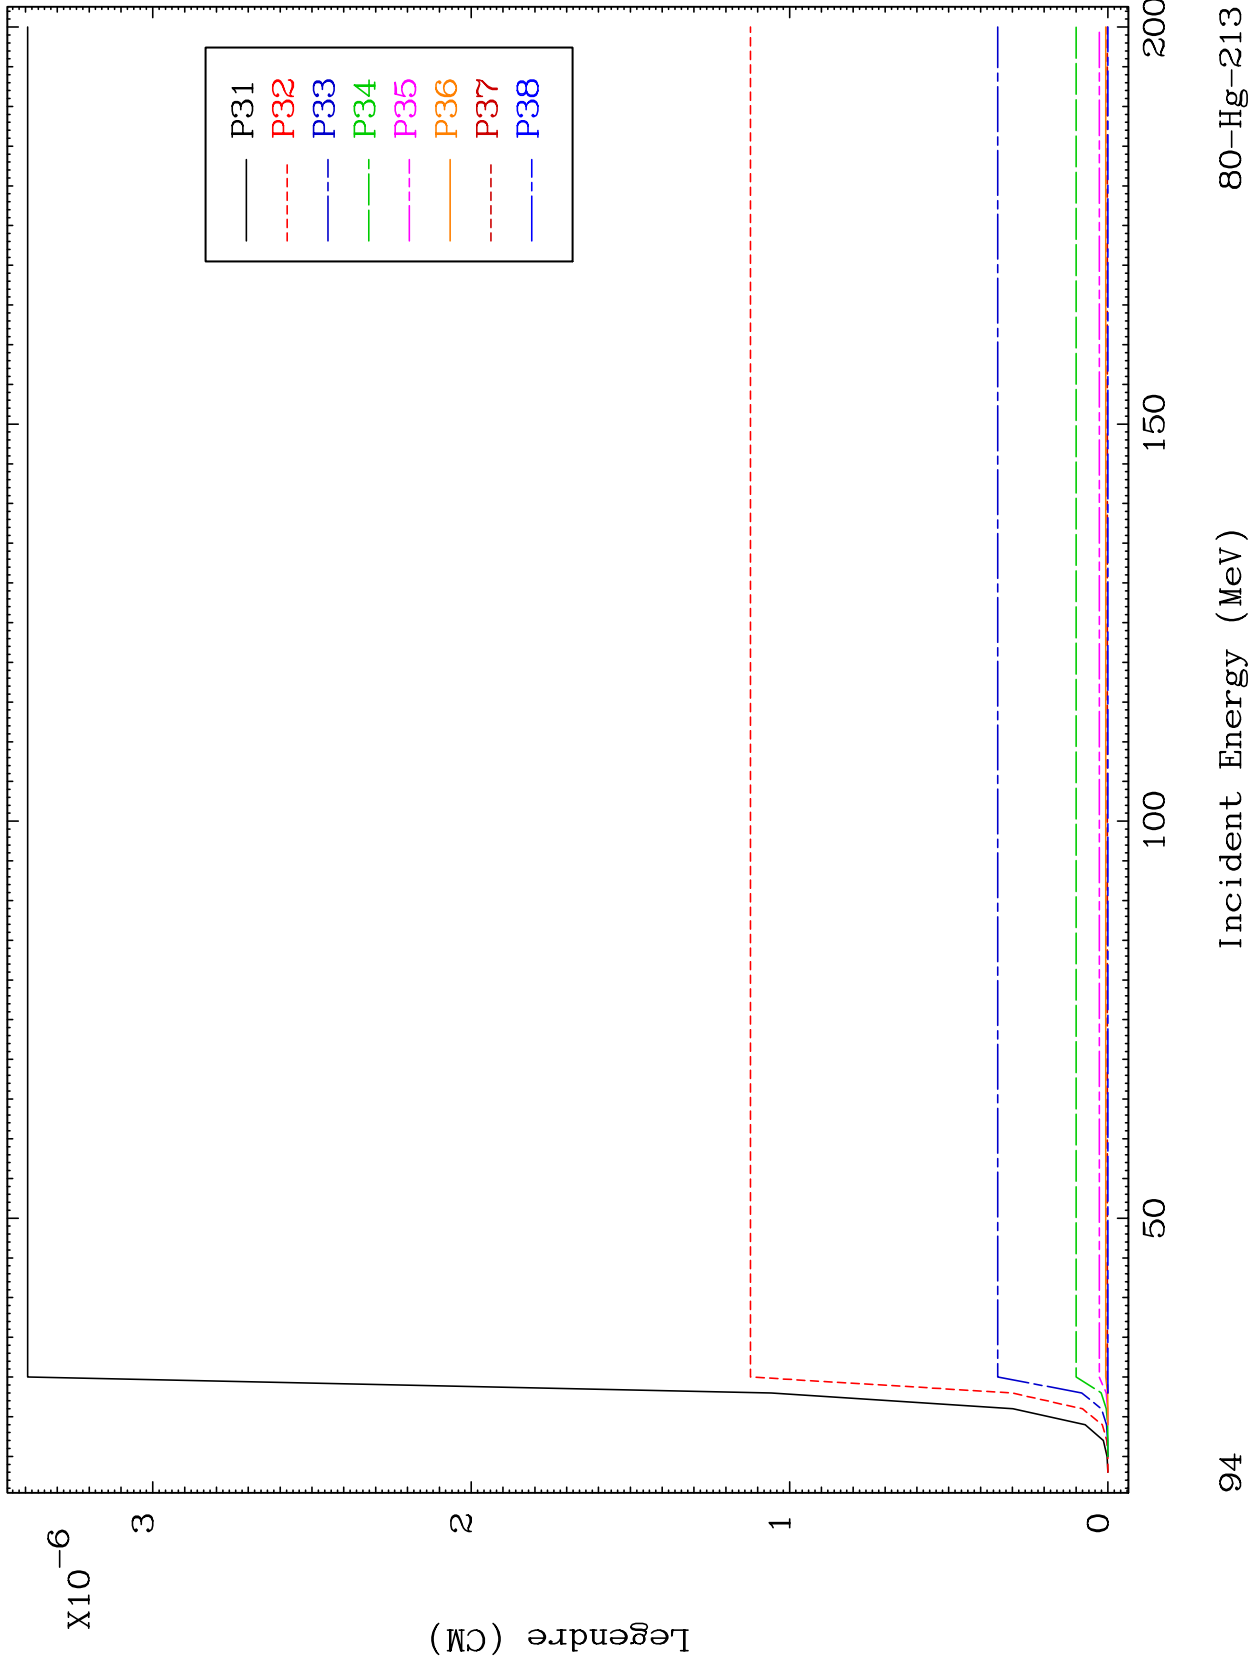 X10-6
Legendre (CM)
3
2
1
0
P31
P32
P33
P34
P35
P36
P37
P38
50
100
150
200
Incident Energy (MeV)
94
80-Hg-213